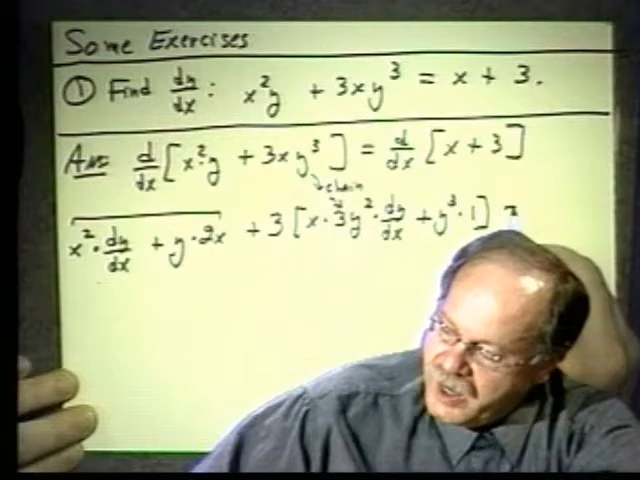 Some Exercises
① Find dy/dx : x²y + 3xy³ = x + 3.
Ans d/dx [x²y + 3xy³] = d/dx [x + 3]
chain
x² · dy/dx + y · 2x + 3 [x · 3y² · dy/dx + y³ · 1]